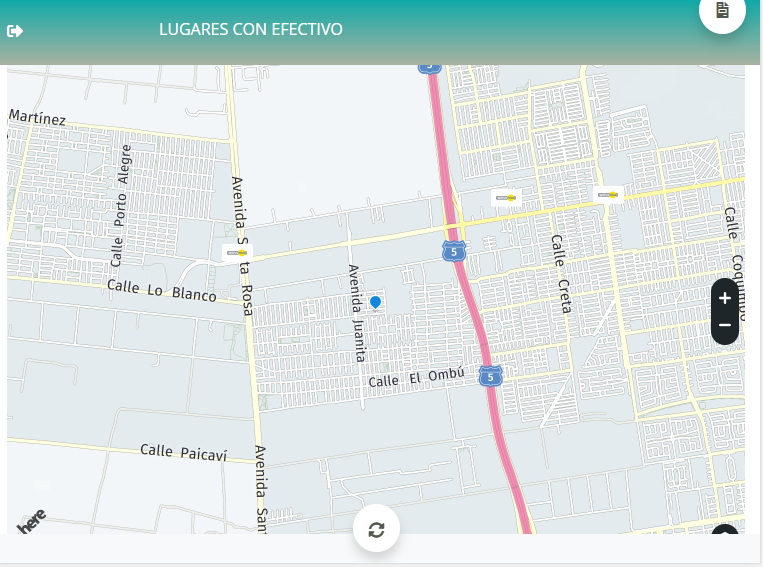 LUGARES CON EFECTIVO
5
Martínez
Calle Porto Alegre
Avenida Santa Rosa
Calle Lo Blanco
Avenida Juanita
5
Calle Creta
Calle Coquimbo
+
−
5
Calle El Ombú
Calle Paicaví
Avenida San
here